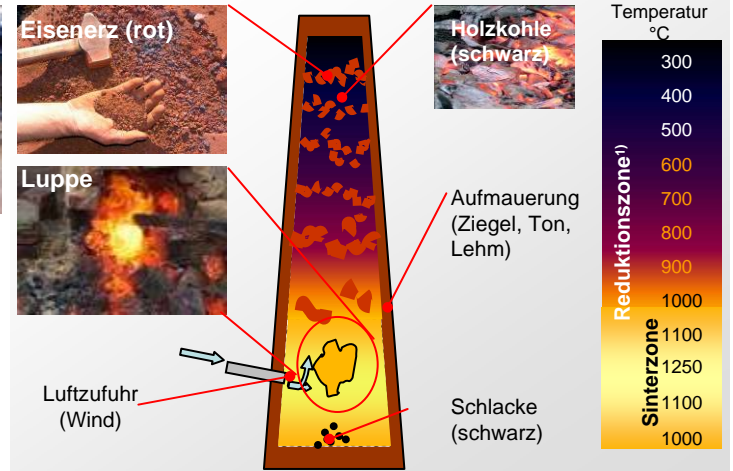 Eisenerz (rot)
Holzkohle
(schwarz)
Luppe
Aufmauerung
(Ziegel, Ton,
Lehm)
Luftzufuhr
(Wind)
Schlacke
(schwarz)
Temperatur
°C
300
400
500
600
700
800
900
1000
1100
1250
1100
1000
Reduktionszone¹⁾
Sinterzone